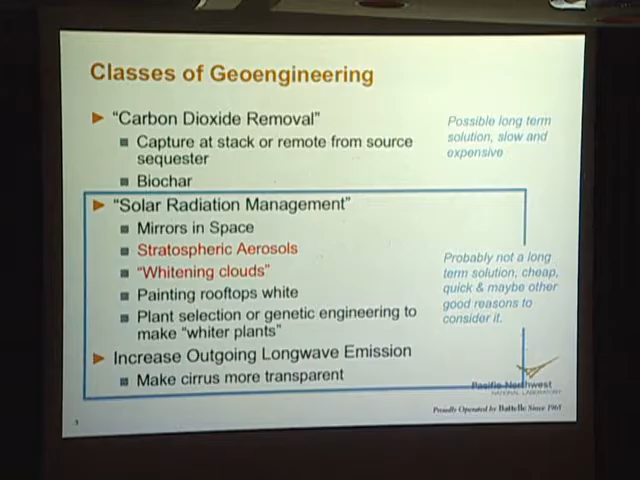 Classes of Geoengineering
"Carbon Dioxide Removal"
Capture at stack or remote from source
sequester
Biochar
Possible long term
solution, slow and
expensive
"Solar Radiation Management"
Mirrors in Space
Stratospheric Aerosols
"Whitening clouds"
Painting rooftops white
Plant selection or genetic engineering to
make "whiter plants"
Increase Outgoing Longwave Emission
Make cirrus more transparent
Probably not a long
term solution, cheap,
quick & maybe other
good reasons to
consider it.
Pacific Northwest
NATIONAL LABORATORY
Proudly Operated by Battelle Since 1965
3